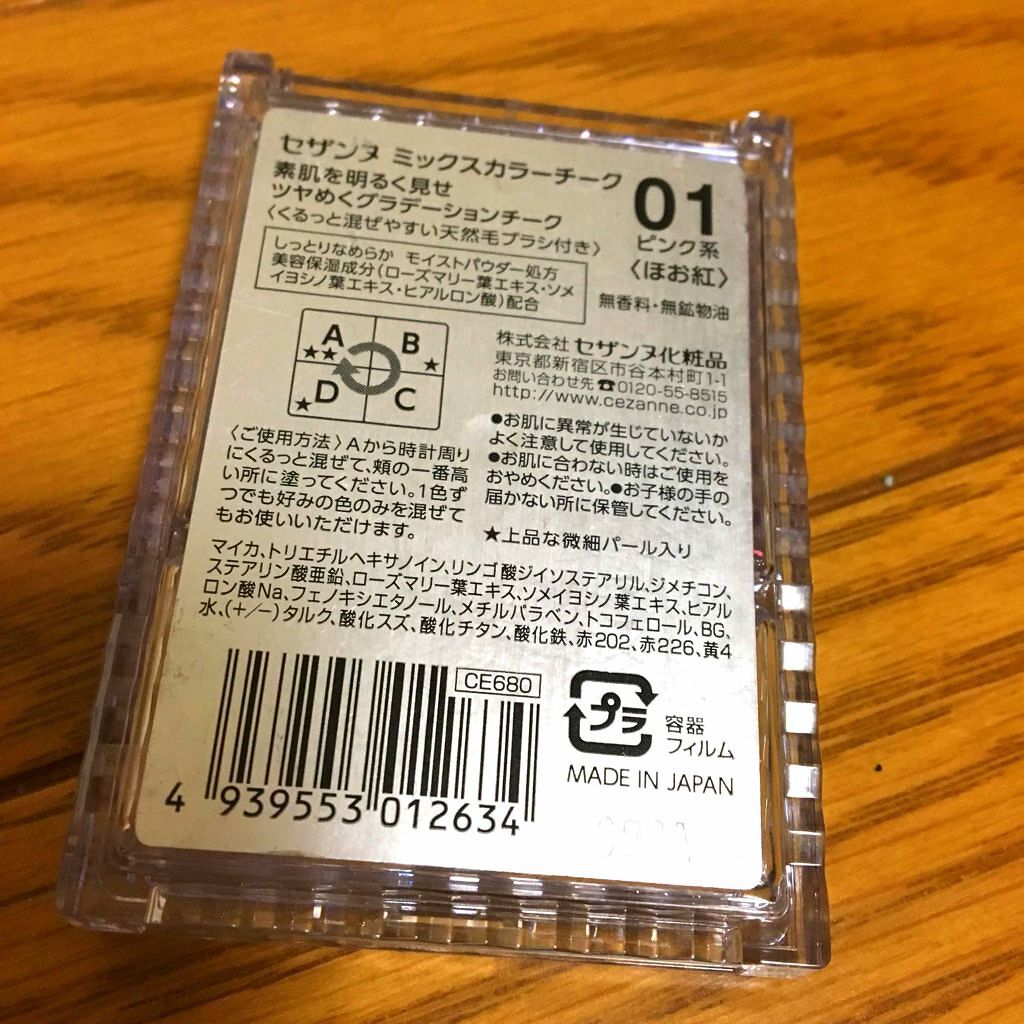 セザンヌ ミックスカラーチーク
素肌を明るく見せ
ツヤめくグラデーションチーク
〈くるっと混ぜやすい天然毛ブラシ付き〉
01
ピンク系
〈ほお紅〉
しっとりなめらか モイストパウダー処方
美容保湿成分(ローズマリー葉エキス・ソメ
イヨシノ葉エキス・ヒアルロン酸)配合
無香料・無鉱物油
A
★★
B
★
D
★
C
株式会社 セザンヌ化粧品
東京都新宿区市谷本村町1-1
お問い合わせ先☎0120-55-8515
http://www.cezanne.co.jp
〈ご使用方法〉Aから時計周り
にくるっと混ぜて、頬の一番高
い所に塗ってください。1色ず
つでも好みの色のみを混ぜて
もお使いいただけます。
●お肌に異常が生じていないか
よく注意して使用してください。
●お肌に合わない時はご使用を
おやめください。●お子様の手の
届かない所に保管してください。
★上品な微細パール入り
マイカ、トリエチルヘキサノイン、リンゴ酸ジイソステアリル、ジメチコン、
ステアリン酸亜鉛、ローズマリー葉エキス、ソメイヨシノ葉エキス、ヒアル
ロン酸Na、フェノキシエタノール、メチルパラベン、トコフェロール、BG、
水、(+/−)タルク、酸化スズ、酸化チタン、酸化鉄、赤202、赤226、黄4
CE680
4 939553 012634
プラ
容器
フィルム
MADE IN JAPAN